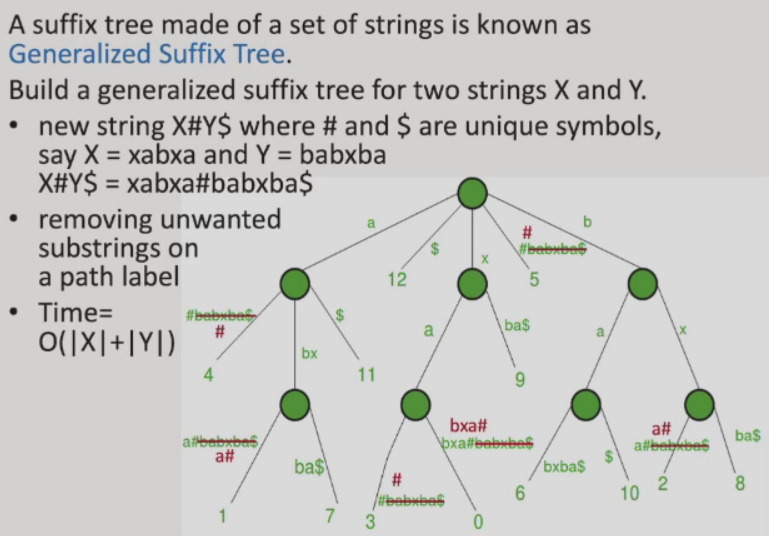 A suffix tree made of a set of strings is known as
Generalized Suffix Tree.
Build a generalized suffix tree for two strings X and Y.
• new string X#Y$ where # and $ are unique symbols,
say X = xabxa and Y = babxba
X#Y$ = xabxa#babxba$
• removing unwanted
substrings on
a path label
• Time=
O(|X|+|Y|)
a
$
x
#
#babxba$
b
12
5
#babxba$
#
bx
$
a
ba$
a
x
4
11
9
a#babxba$
a#
ba$
#
#babxba$
bxa#
bxa#babxba$
bxba$
$
a#
a#babxba$
ba$
1
7
3
0
6
10
2
8